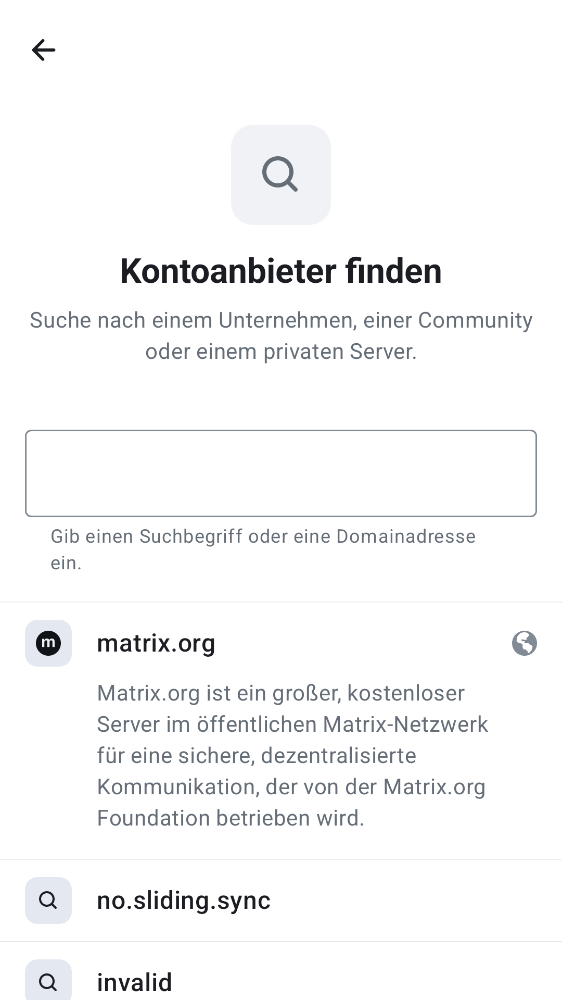 Kontoanbieter finden
Suche nach einem Unternehmen, einer Community
oder einem privaten Server.
Gib einen Suchbegriff oder eine Domainadresse
ein.
m
matrix.org
Matrix.org ist ein großer, kostenloser
Server im öffentlichen Matrix-Netzwerk
für eine sichere, dezentralisierte
Kommunikation, der von der Matrix.org
Foundation betrieben wird.
no.sliding.sync
invalid